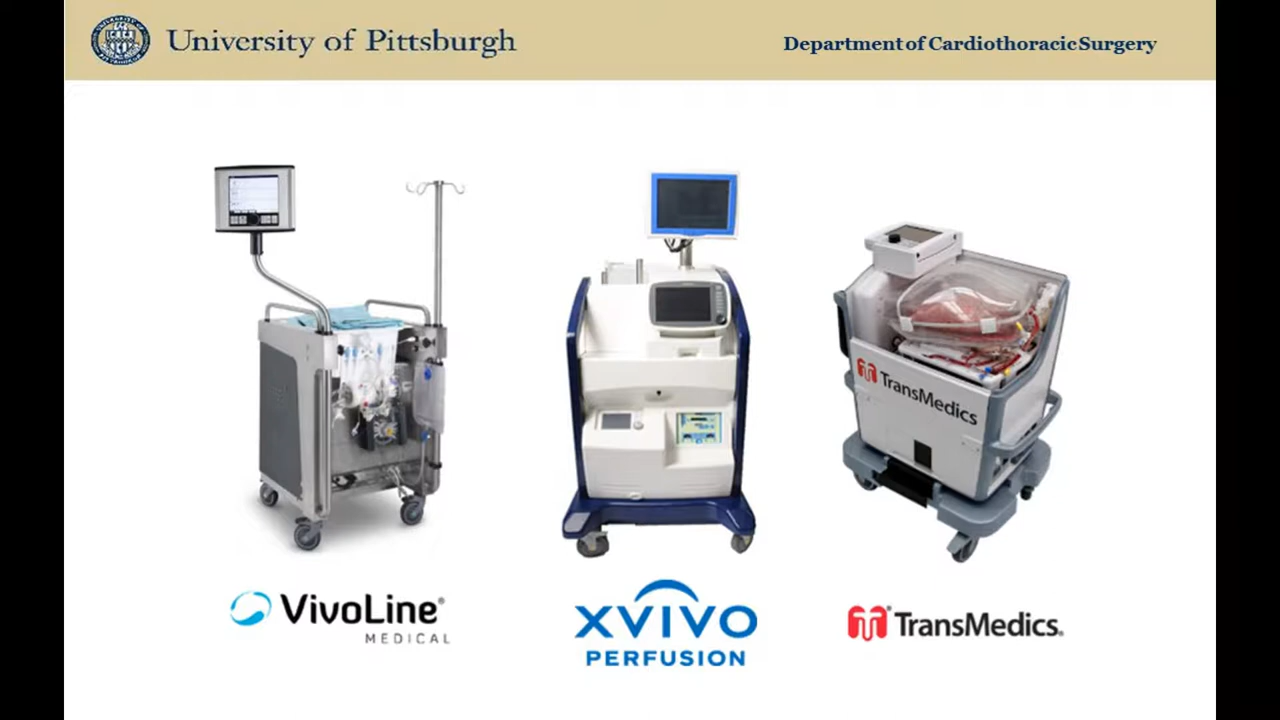 University of Pittsburgh
Department of Cardiothoracic Surgery
TransMedics
VivoLine®
MEDICAL
XVIVO
PERFUSION
TransMedics®